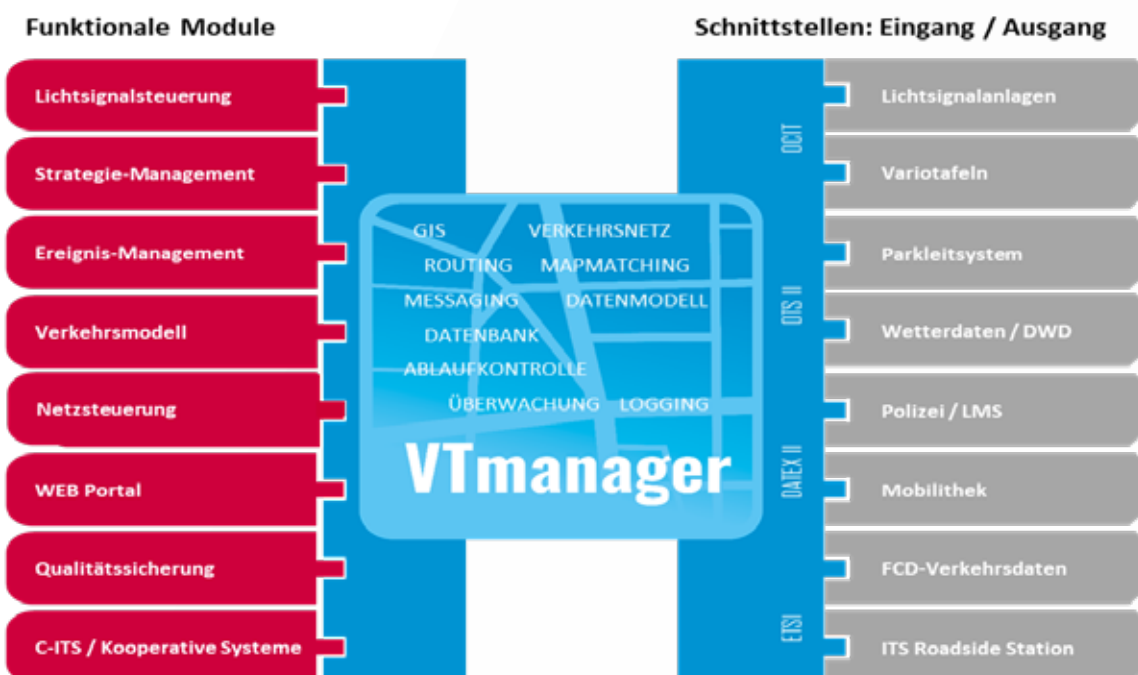 Funktionale Module
Schnittstellen: Eingang / Ausgang
Lichtsignalsteuerung
Strategie-Management
Ereignis-Management
Verkehrsmodell
Netzsteuerung
WEB Portal
Qualitätssicherung
C-ITS / Kooperative Systeme
GIS VERKEHRSNETZ
ROUTING MAPMATCHING
MESSAGING DATENMODELL
DATENBANK
ABLAUFKONTROLLE
ÜBERWACHUNG LOGGING
VTmanager
OCIT
OTS II
DATEX II
ETSI
Lichtsignalanlagen
Variotafeln
Parkleitsystem
Wetterdaten / DWD
Polizei / LMS
Mobilithek
FCD-Verkehrsdaten
ITS Roadside Station